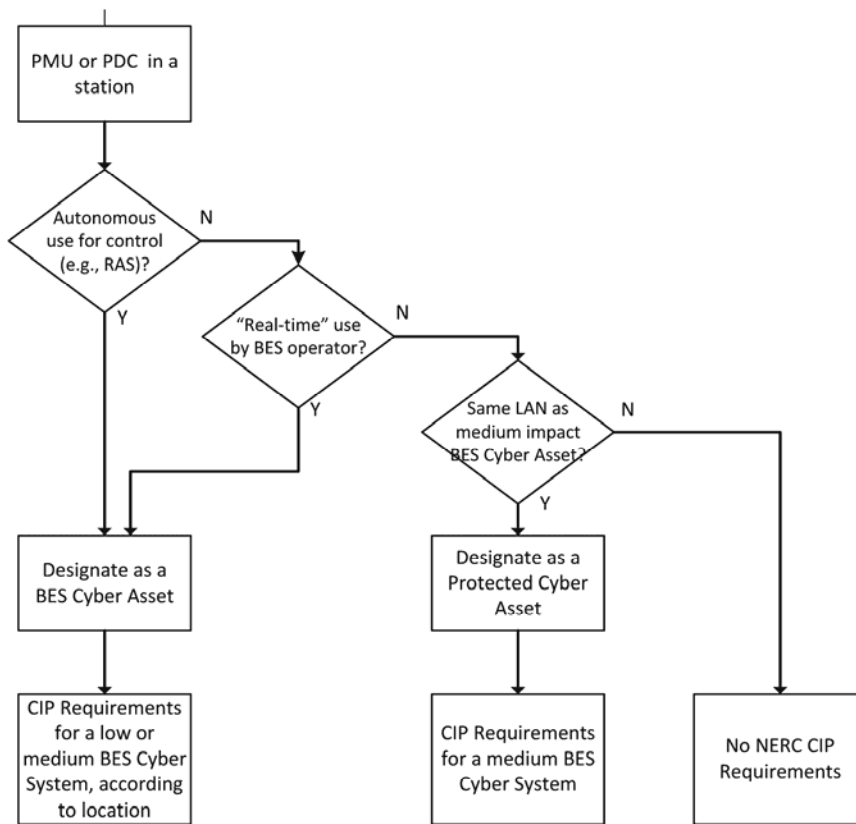 PMU or PDC in a
station
Autonomous
use for control
(e.g., RAS)?
N
Y
“Real-time” use
by BES operator?
N
Y
Same LAN as
medium impact
BES Cyber Asset?
N
Y
Designate as a
BES Cyber Asset
Designate as a
Protected Cyber
Asset
CIP Requirements
for a low or
medium BES Cyber
System, according
to location
CIP Requirements
for a medium BES
Cyber System
No NERC CIP
Requirements